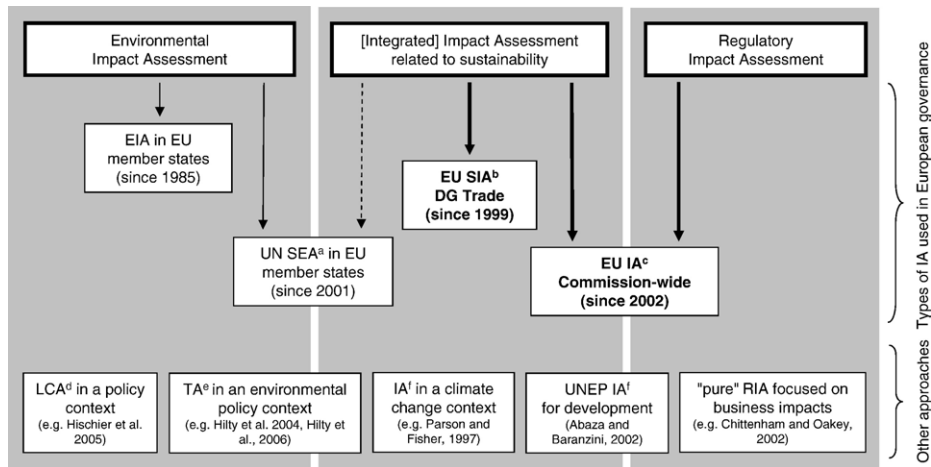 Environmental
Impact Assessment
[Integrated] Impact Assessment
related to sustainability
Regulatory
Impact Assessment
EIA in EU
member states
(since 1985)
EU SIAᵇ
DG Trade
(since 1999)
UN SEAᵃ in EU
member states
(since 2001)
EU IAᶜ
Commission-wide
(since 2002)
Types of IA used in European governance
LCAᵈ in a policy
context
(e.g. Hischier et al.
2005)
TAᵉ in an environmental
policy context
(e.g. Hilty et al. 2004, Hilty
et al., 2006)
IAᶠ in a climate
change context
(e.g. Parson and
Fisher, 1997)
UNEP IAᶠ
for development
(Abaza and
Baranzini, 2002)
"pure" RIA focused on
business impacts
(e.g. Chittenham and Oakey,
2002)
Other approaches